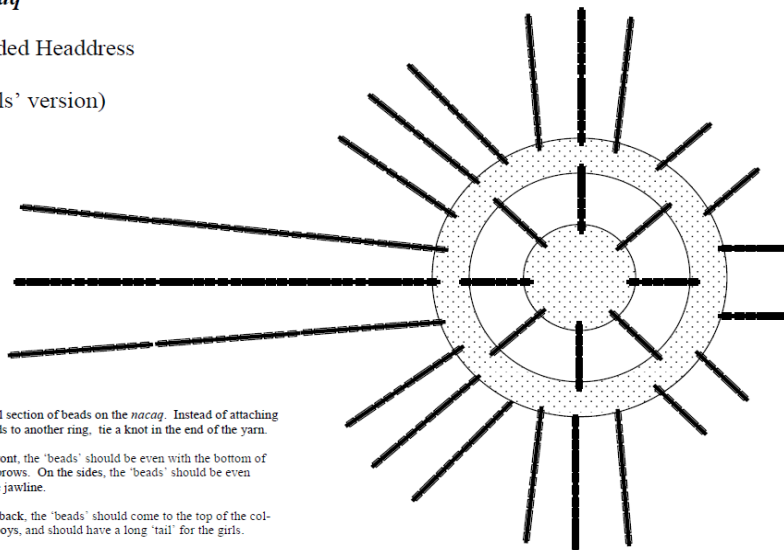 aq
ded Headdress
ls' version)
l section of beads on the nacaq. Instead of attaching
ls to another ring, tie a knot in the end of the yarn.
ront, the 'beads' should be even with the bottom of
brows. On the sides, the 'beads' should be even
jawline.
back, the 'beads' should come to the top of the col-
oys, and should have a long 'tail' for the girls.